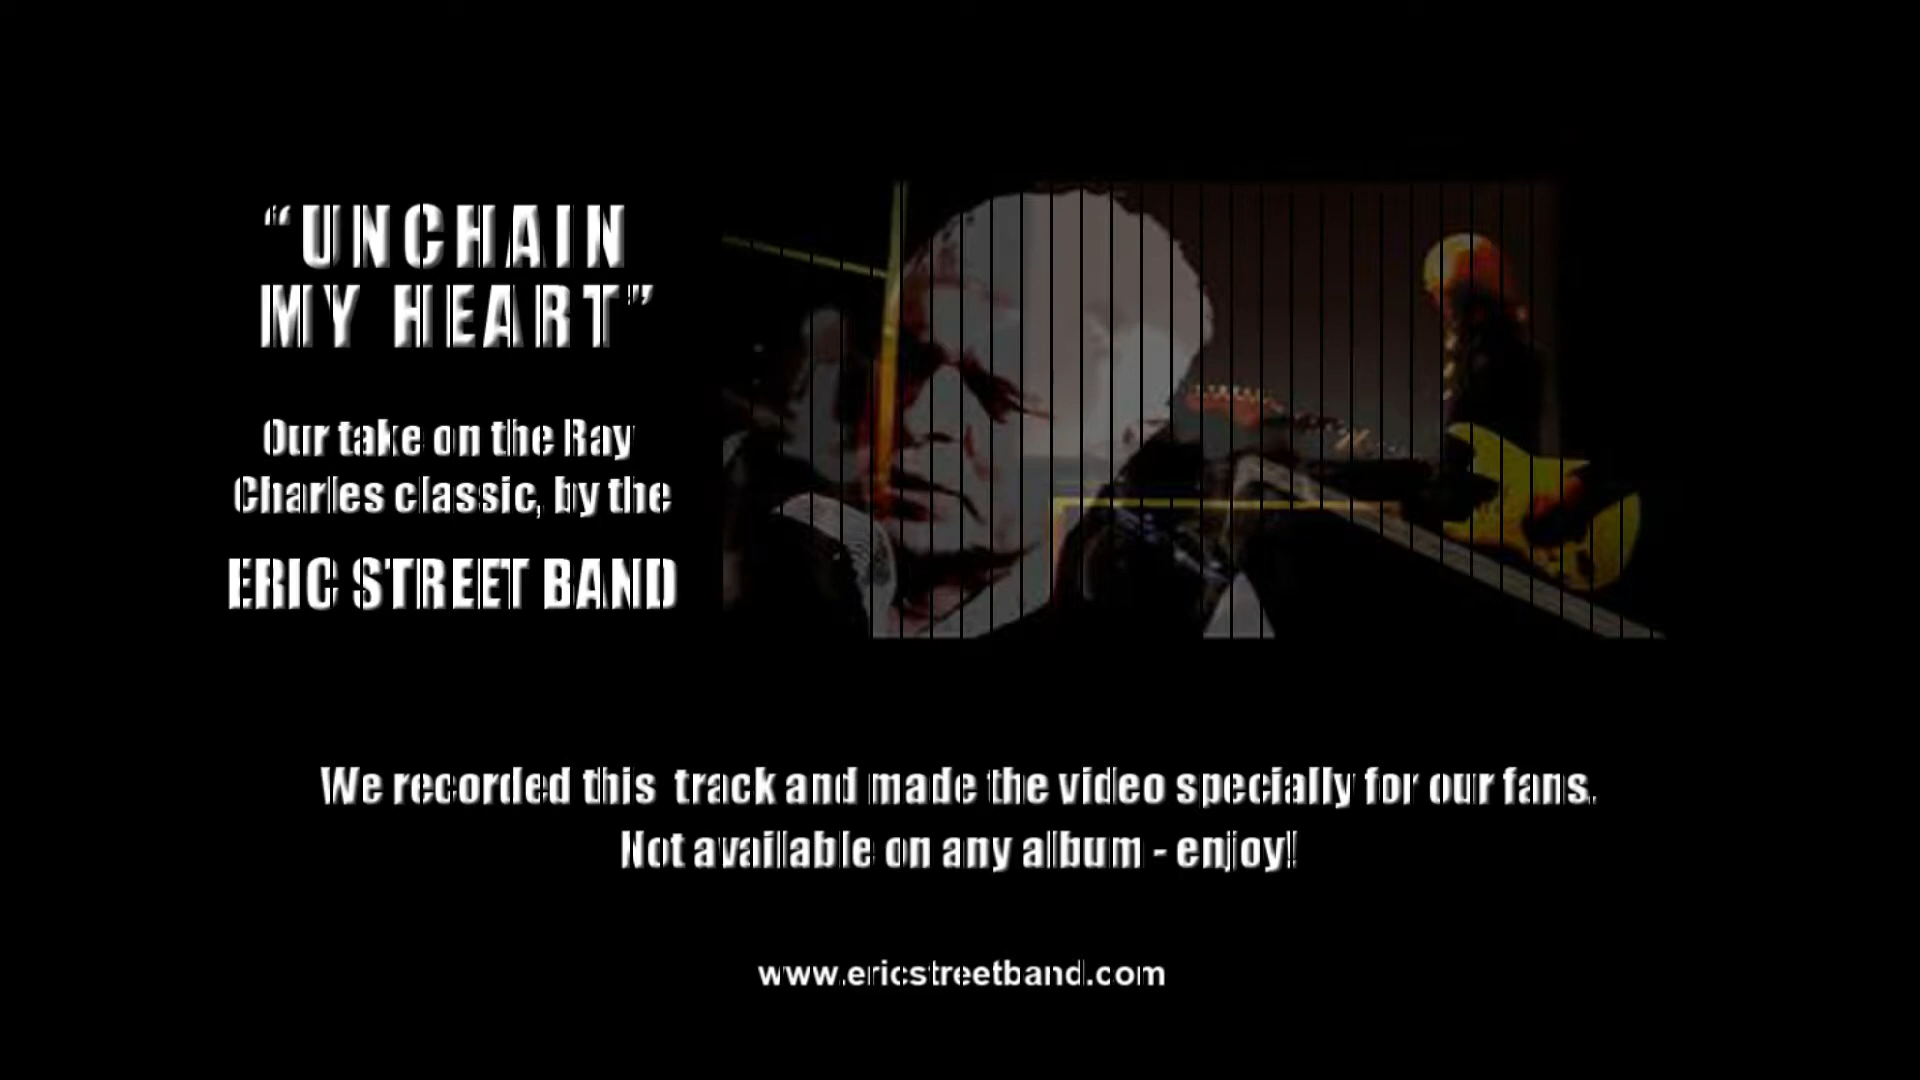 “UNCHAIN
MY HEART”
Our take on the Ray
Charles classic, by the
ERIC STREET BAND
We recorded this track and made the video specially for our fans.
Not available on any album - enjoy!
www.ericstreetband.com